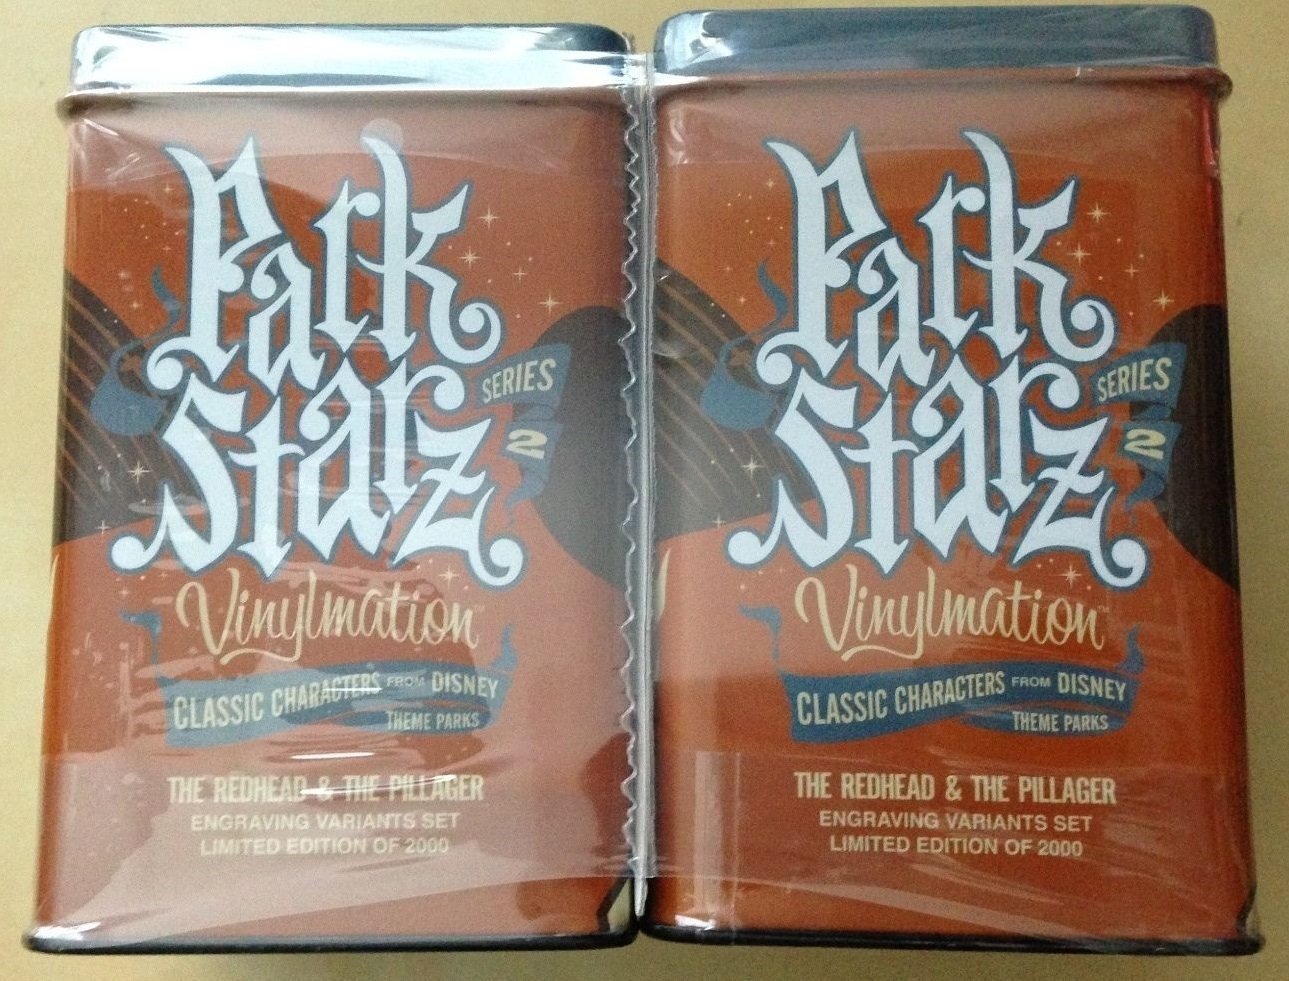 Park
Starz
SERIES
2
Vinylmation™
CLASSIC CHARACTERS FROM DISNEY
THEME PARKS
THE REDHEAD & THE PILLAGER
ENGRAVING VARIANTS SET
LIMITED EDITION OF 2000
Park
Starz
SERIES
2
Vinylmation™
CLASSIC CHARACTERS FROM DISNEY
THEME PARKS
THE REDHEAD & THE PILLAGER
ENGRAVING VARIANTS SET
LIMITED EDITION OF 2000